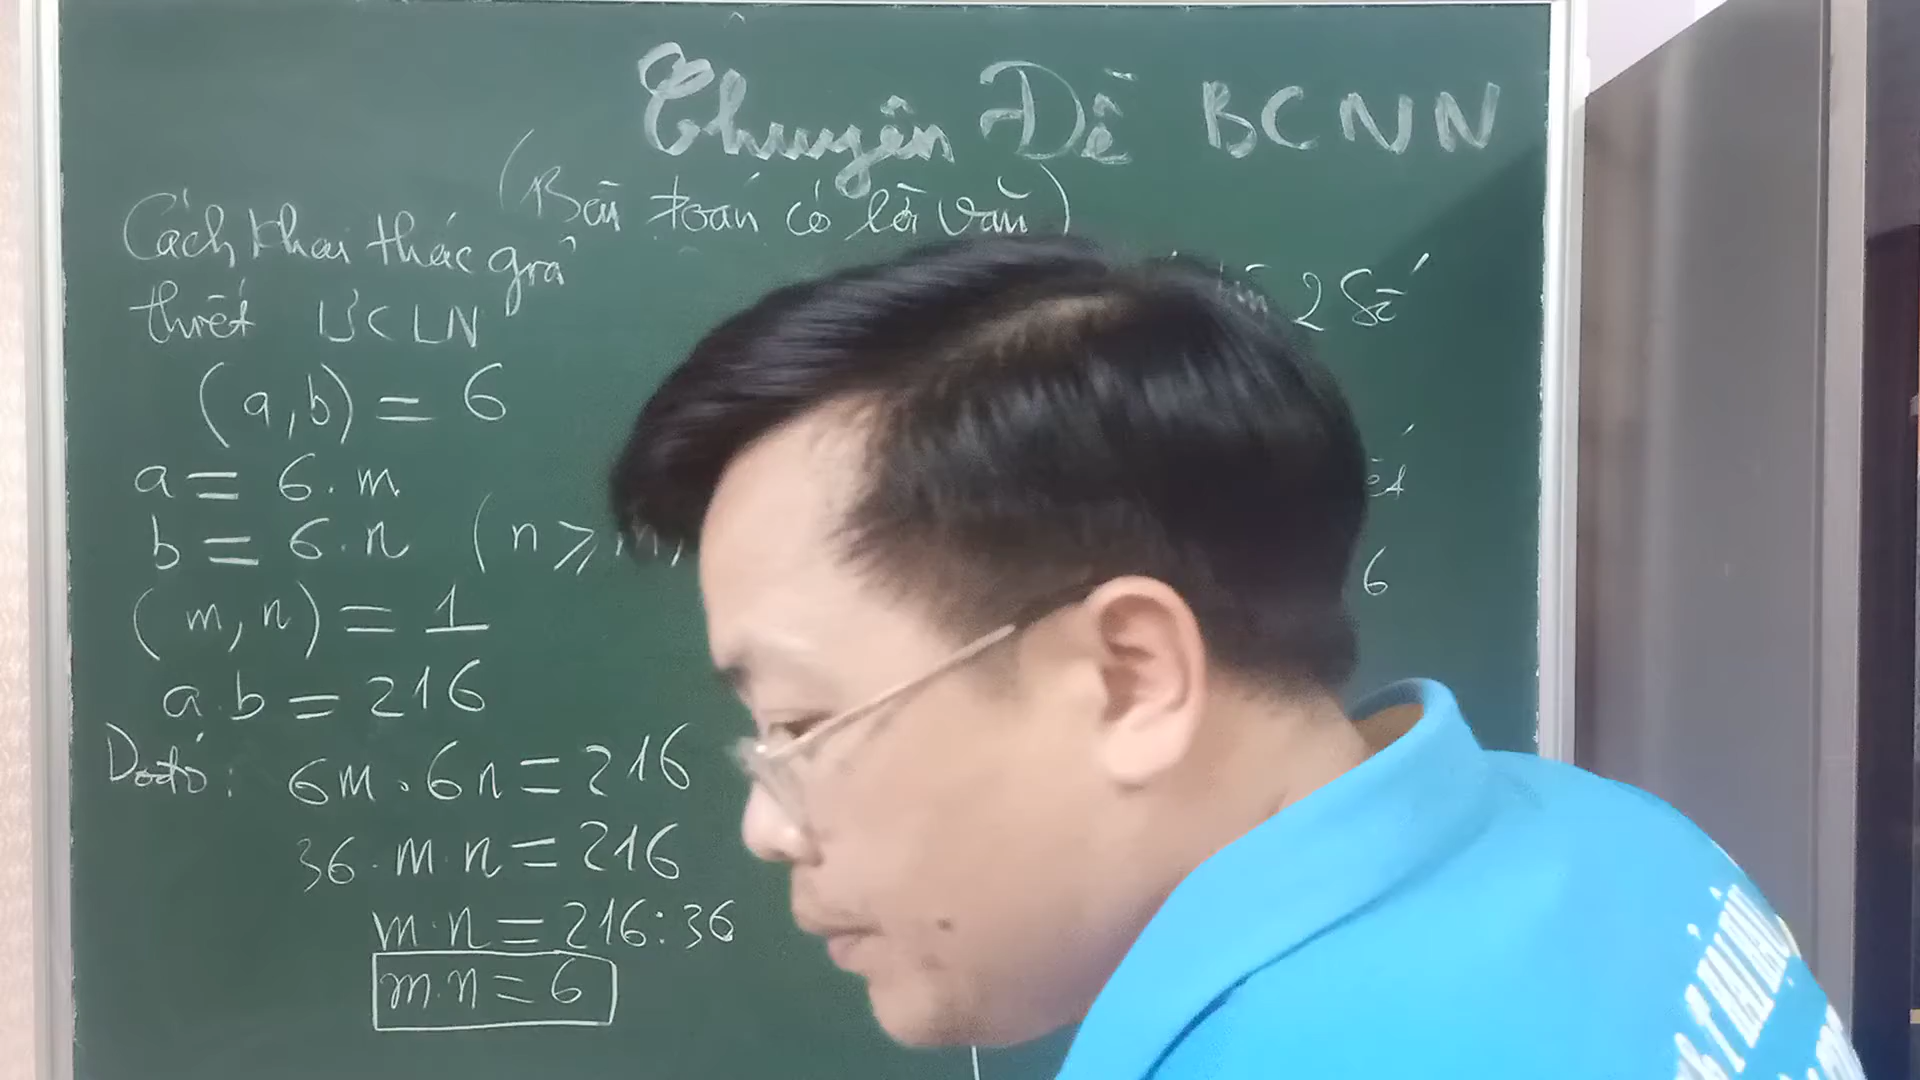 Chuyên Đề BCNN
(Bài toán có lời văn)
Cách khai thác giả
thiết ƯCLN
(a,b) = 6
a = 6.m
b = 6.n (n ⩾ m,
(m,n) = 1
a.b = 216
Do đó: 6m.6n = 216
36.m.n = 216
m.n = 216:36
m.n = 6
tìm 2 Số
6